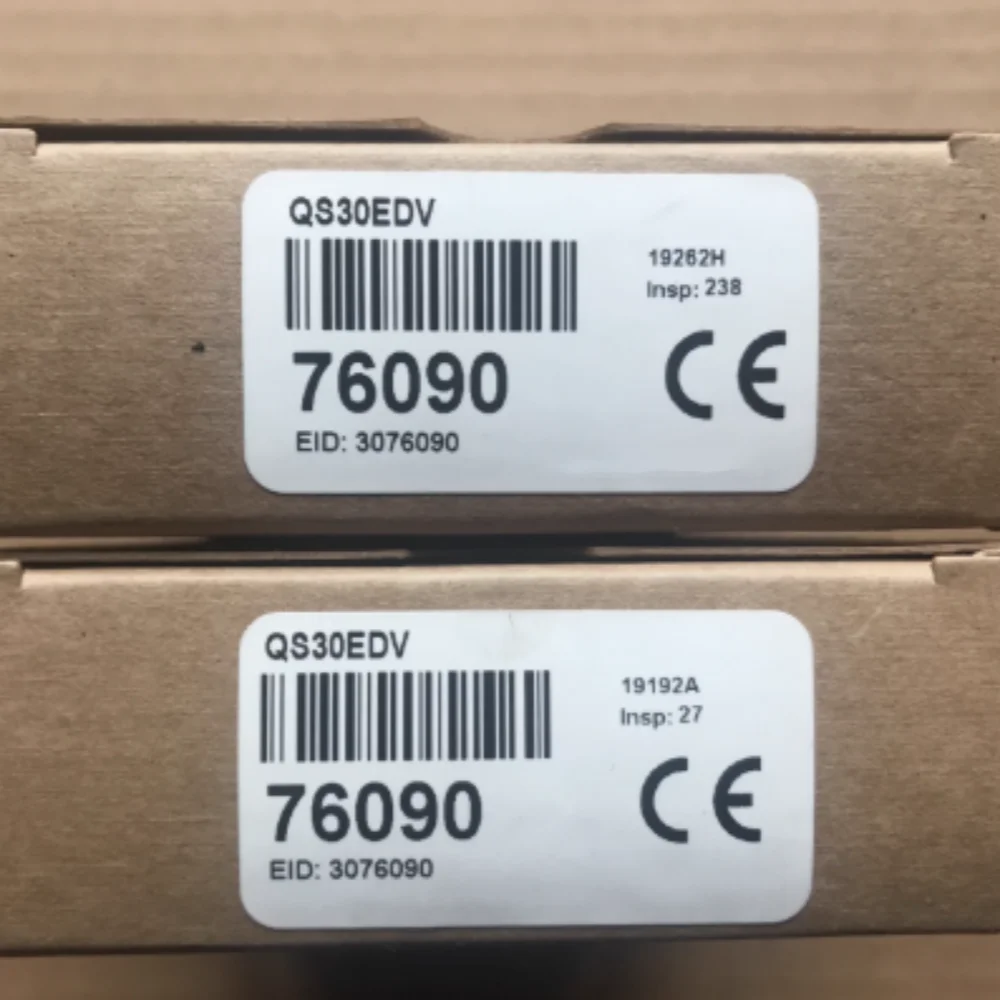 QS30EDV
19262H
Insp: 238
76090
CE
EID: 3076090
QS30EDV
19192A
Insp: 27
76090
CE
EID: 3076090